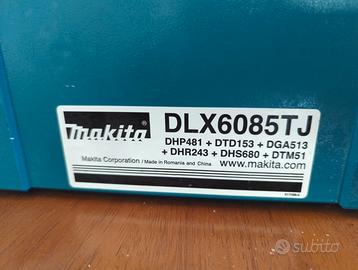 makita
DLX6085TJ
DHP481 + DTD153 + DGA513
+ DHR243 + DHS680 + DTM51
Makita Corporation / Made in Romania and China
www.makita.com
subito